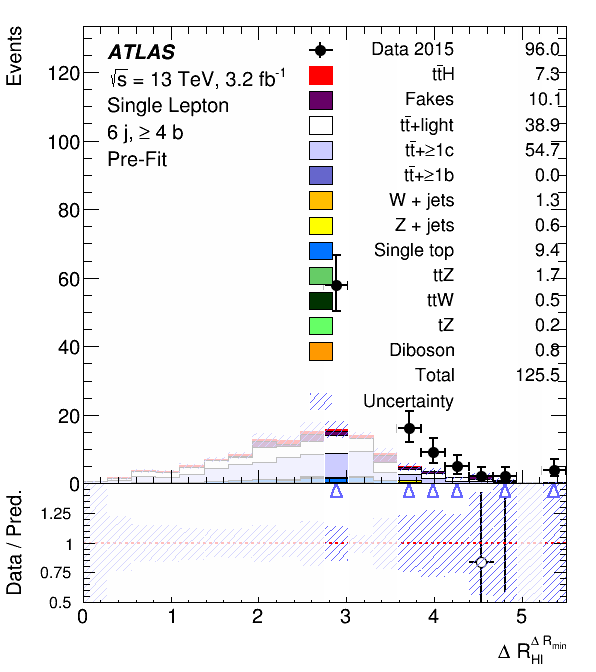 Events
ATLAS
√s = 13 TeV, 3.2 fb⁻¹
Single Lepton
6 j, ≥ 4 b
Pre-Fit
Data 2015 96.0
tt̄H 7.3
Fakes 10.1
tt̄+light 38.9
tt̄+≥1c 54.7
tt̄+≥1b 0.0
W + jets 1.3
Z + jets 0.6
Single top 9.4
ttZ 1.7
ttW 0.5
tZ 0.2
Diboson 0.8
Total 125.5
Uncertainty
120
100
80
60
40
20
0
Data / Pred.
1.25
1
0.75
0.5
0 1 2 3 4 5
Δ R_HI^Δ R_min